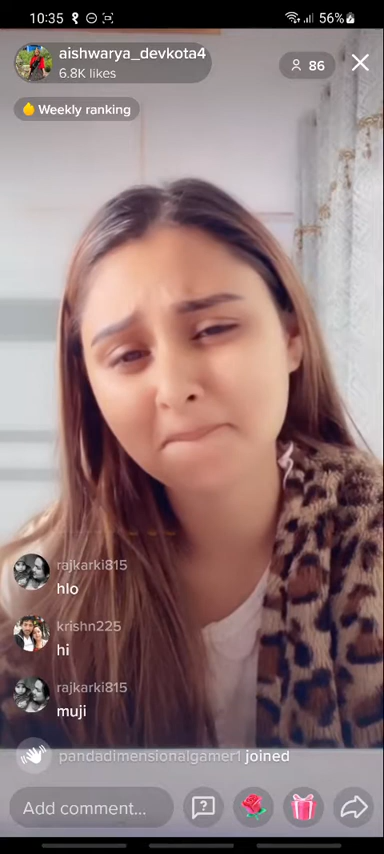 10:35
56%
aishwarya_devkota4
6.8K likes
86
Weekly ranking
rajkarki815
hlo
krishn225
hi
rajkarki815
muji
pandadimensionalgamer1 joined
Add comment...